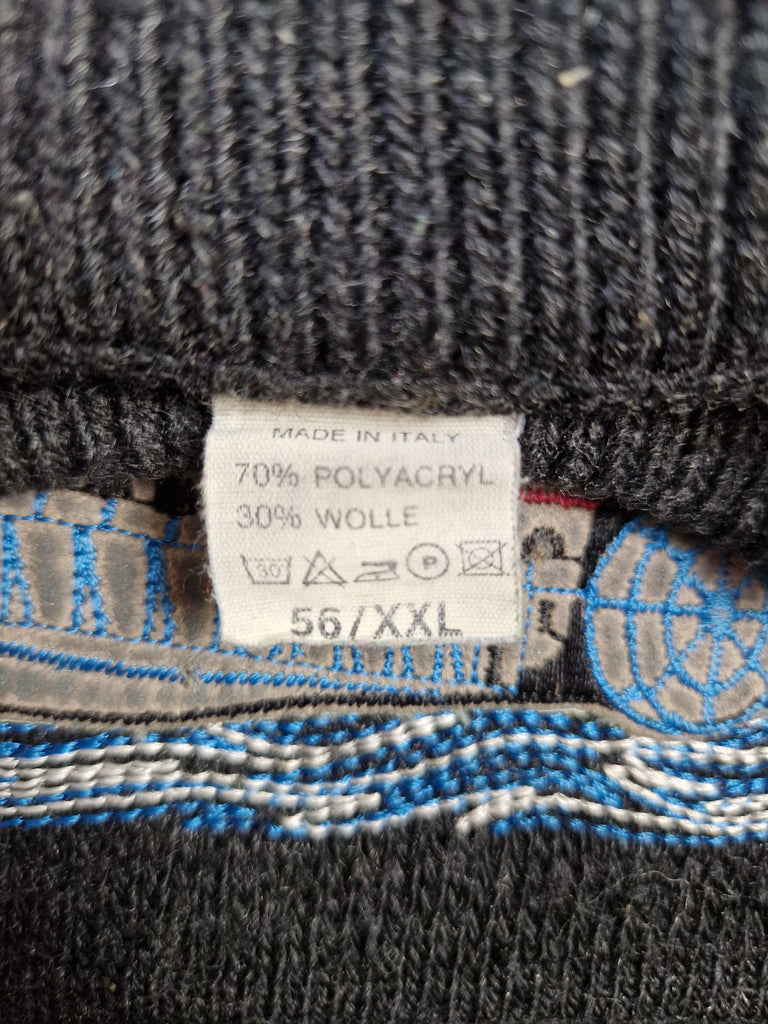 MADE IN ITALY
70% POLYACRYL
30% WOLLE
30 P
56/XXL